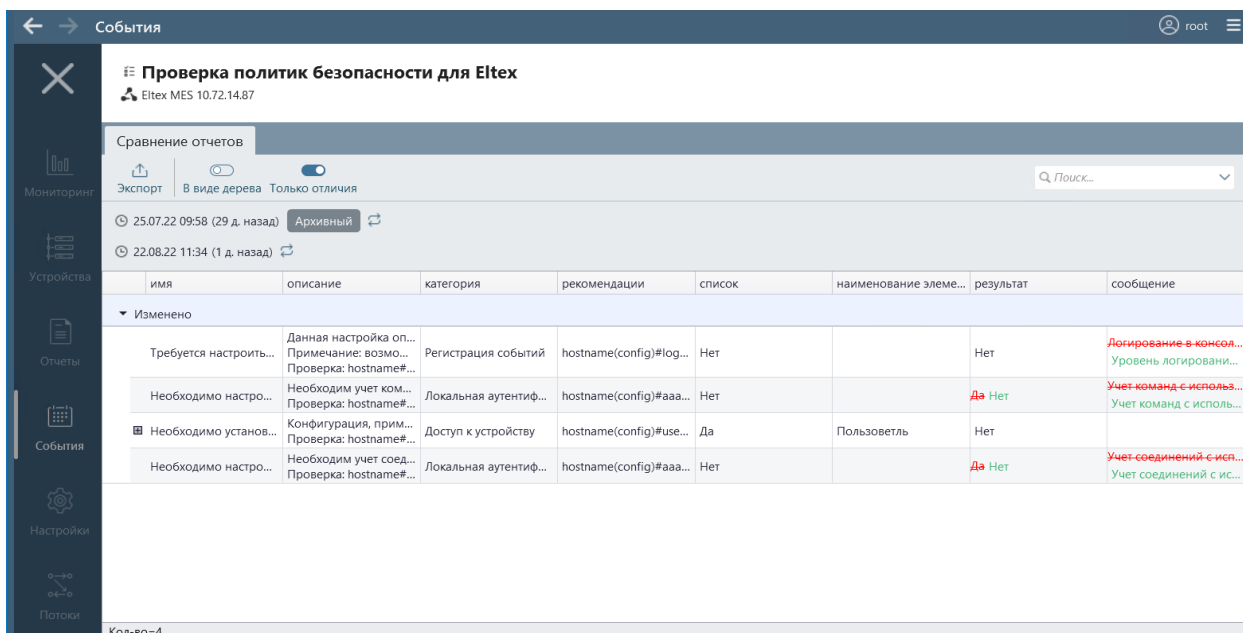 События
root
Проверка политик безопасности для Eltex
Eltex MES 10.72.14.87
Сравнение отчетов
Экспорт В виде дерева Только отличия
Поиск...
25.07.22 09:58 (29 д. назад) Архивный
22.08.22 11:34 (1 д. назад)
Мониторинг
Устройства
Отчеты
События
Настройки
Потоки
имя описание категория рекомендации список наименование элеме... результат сообщение
Изменено
Требуется настроить... Данная настройка оп... Регистрация событий hostname(config)#log... Нет Нет Логирование в консол...
Примечание: возмо... Уровень логировани...
Проверка: hostname#...
Необходимо настро... Необходим учет ком... Локальная аутентиф... hostname(config)#aaa... Нет Да Нет Учет команд с использ...
Проверка: hostname#... Учет команд с исполь...
Необходимо установ... Конфигурация, прим... Доступ к устройству hostname(config)#use... Да Пользоветль Нет
Проверка: hostname#...
Необходимо настро... Необходим учет соед... Локальная аутентиф... hostname(config)#aaa... Нет Да Нет Учет соединений с исп...
Проверка: hostname#... Учет соединений с ис...
Кол-во=4